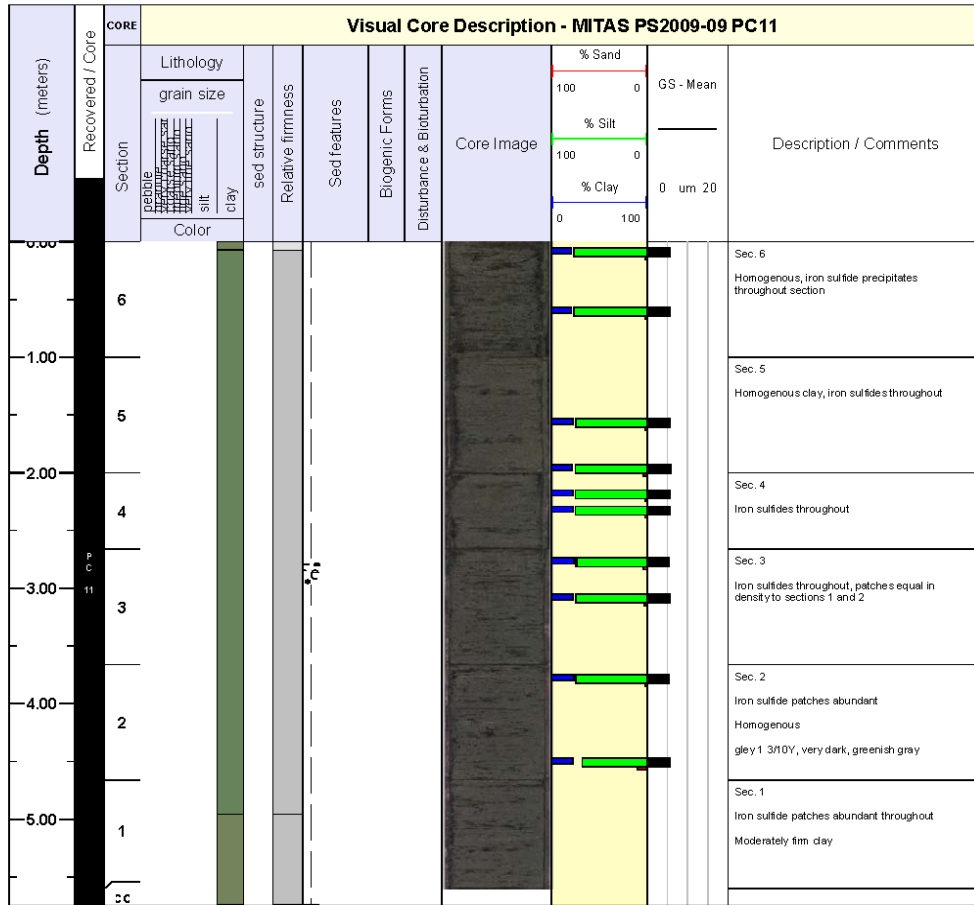 Visual Core Description - MITAS PS2009-09 PC11
Depth (meters)
Recovered / Core
CORE
Section
Lithology
grain size
pebble
silt
clay
Color
sed structure
Relative firmness
Sed features
Biogenic Forms
Disturbance & Bioturbation
Core Image
% Sand
100 0
% Silt
100 0
% Clay
0 100
GS - Mean
0 um 20
Description / Comments
0.00
1.00
2.00
3.00
4.00
5.00
P
C
11
6
5
4
3
2
1
cc
Sec. 6
Homogenous, iron sulfide precipitates
throughout section
Sec. 5
Homogenous clay, iron sulfides throughout
Sec. 4
Iron sulfides throughout
Sec. 3
Iron sulfides throughout, patches equal in
density to sections 1 and 2
Sec. 2
Iron sulfide patches abundant
Homogenous
gley 1 3/10Y, very dark, greenish gray
Sec. 1
Iron sulfide patches abundant throughout
Moderately firm clay